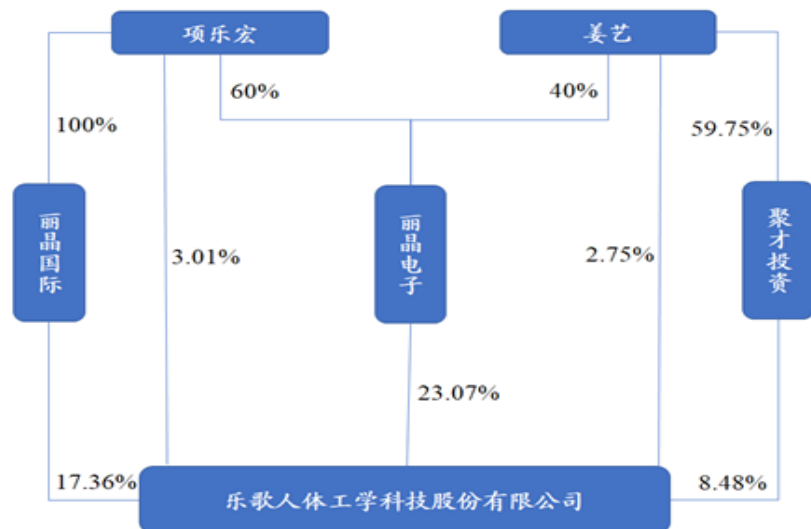 项乐宏
姜艺
60%
40%
100%
59.75%
丽晶国际
3.01%
丽晶电子
2.75%
聚才投资
23.07%
17.36%
乐歌人体工学科技股份有限公司
8.48%